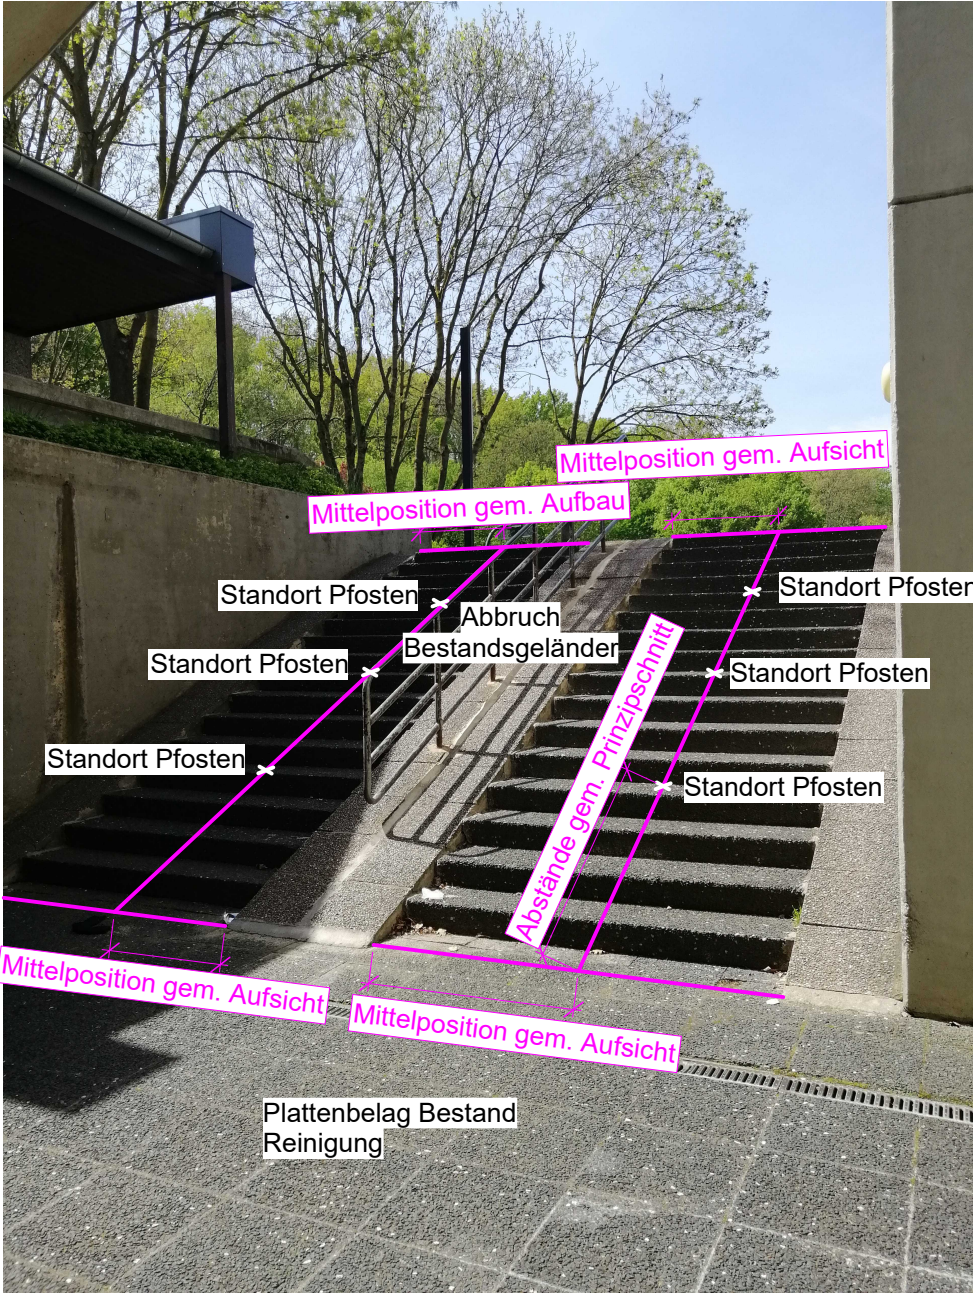 Mittelposition gem. Aufsicht
Mittelposition gem. Aufbau
Standort Pfosten
Standort Pfosten
Abbruch
Bestandsgeländer
Standort Pfosten
Standort Pfosten
Standort Pfosten
Standort Pfosten
Abstände gem. Prinzipschnitt
Mittelposition gem. Aufsicht
Mittelposition gem. Aufsicht
Plattenbelag Bestand
Reinigung